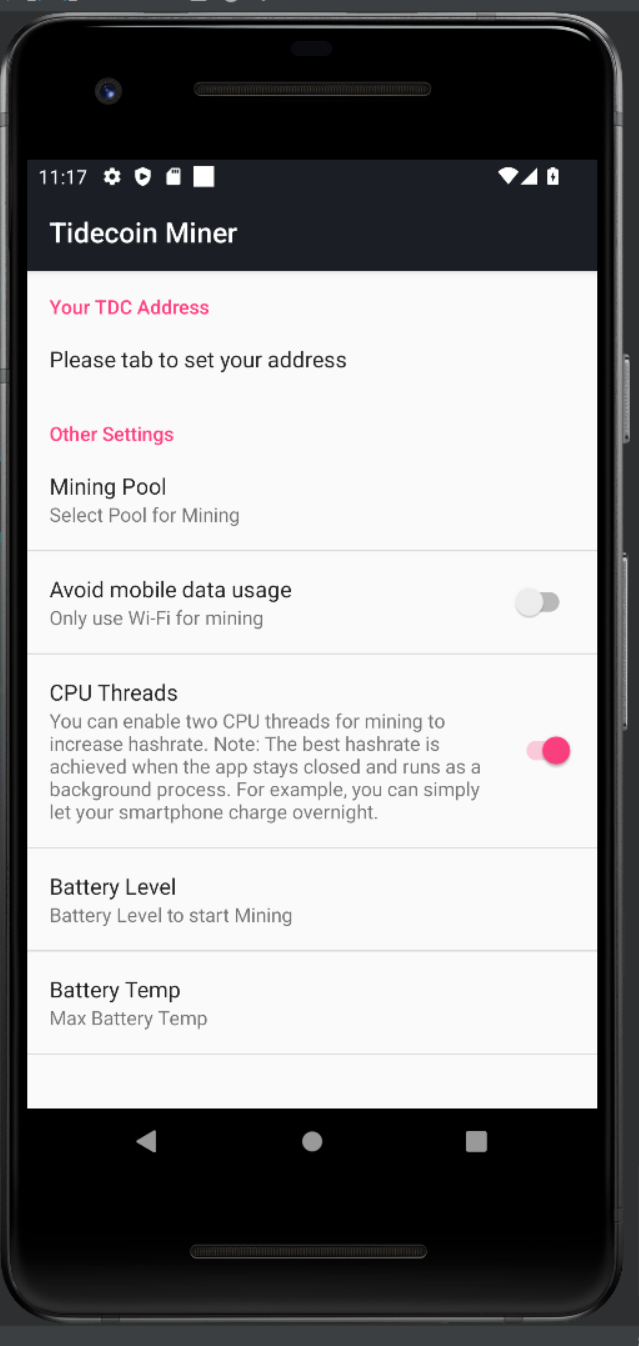 11:17
Tidecoin Miner
Your TDC Address
Please tab to set your address
Other Settings
Mining Pool
Select Pool for Mining
Avoid mobile data usage
Only use Wi-Fi for mining
CPU Threads
You can enable two CPU threads for mining to
increase hashrate. Note: The best hashrate is
achieved when the app stays closed and runs as a
background process. For example, you can simply
let your smartphone charge overnight.
Battery Level
Battery Level to start Mining
Battery Temp
Max Battery Temp